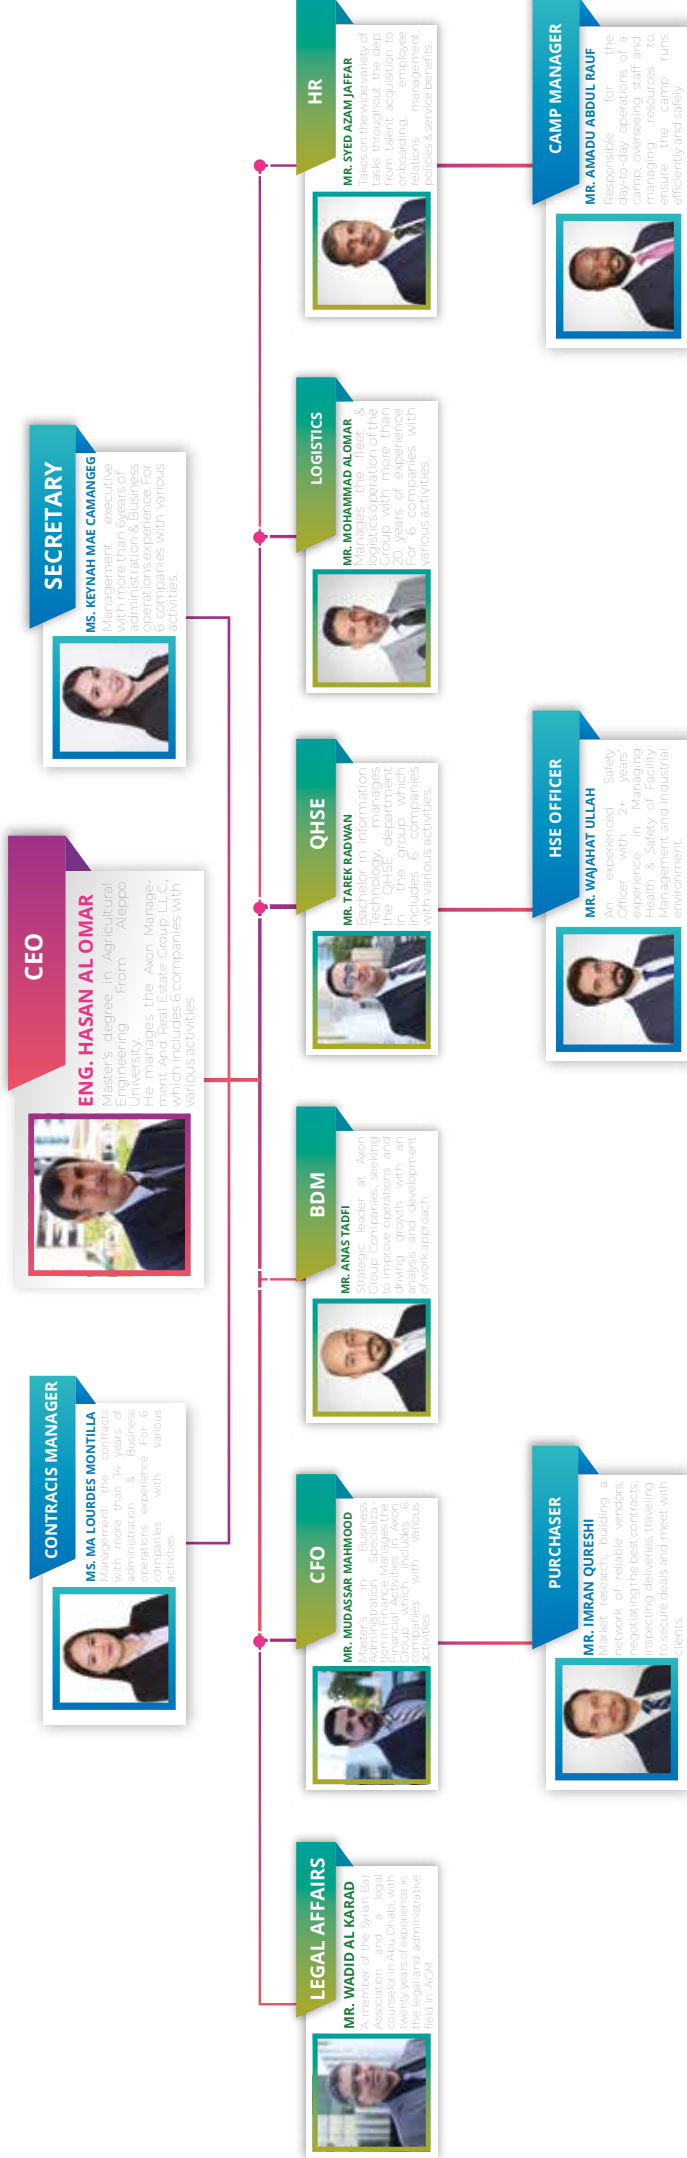 CEO
ENG. HASAN AL OMAR
Master's degree in Agricultural
Engineering From Aleppo
University.
He manages the Axon Manage-
ment And Real Estate Group L.L.C.,
which includes 6 companies with
various activities
CONTRACIS MANAGER
MS. MA LOURDES MONTILLA
Management the contracts
with more than 14 years of
administration & Business
operations experience For 6
companies with various
activities.
SECRETARY
MS. KEYNAH MAE CAMANGEG
Management executive
with more than 6years of
administration & Business
operations experience For
6 companies with various
activities.
LEGAL AFFAIRS
MR. WADID AL KARAD
A member of the Syrian Bar
Association and a legal
counselor in Abu Dhabi, with
twenty years of experience in
the legal and administrative
field in AGM.
CFO
MR. MUDASSAR MAHMOOD
Master's in Business
Administration Specializa-
tion in Finance. Manages the
Financial Activities in Axon
Group which includes 6
companies with various
activities.
BDM
MR. ANAS TADFI
Strategic leader at Axon
Group Companies, seeking
to improve operations and
driving growth with an
analysis and development
of work approach.
QHSE
MR. TAREK RADWAN
Bachelor in Information
Technology, manages
the QHSE department
in the group which
includes 6 companies
with various activities.
LOGISTICS
MR. MOHAMMAD ALOMAR
Manages the fleet &
logistics operation of the
Group with more than
20 years of experience
For 6 companies with
various activities.
HR
MR. SYED AZAM JAFFAR
Takes on the wide variety of
tasks throughout the dep.
from talent acquisition to
onboarding, employee
relations management,
policies & service benefits.
PURCHASER
MR. IMRAN QURESHI
Market research, building a
network of reliable vendors,
negotiating the best contracts,
inspecting deliveries, traveling
to secure deals and meet with
clients.
HSE OFFICER
MR. WAJAHAT ULLAH
An experienced Safety
Officer with 2+ years'
experience in Managing
Health & Safety of Facility
Management and Industrial
environment.
CAMP MANAGER
MR. AMADU ABDUL RAUF
Responsible for the
day-to-day operations of a
camp, overseeing staff and
managing resources to
ensure the camp runs
efficiently and safely.